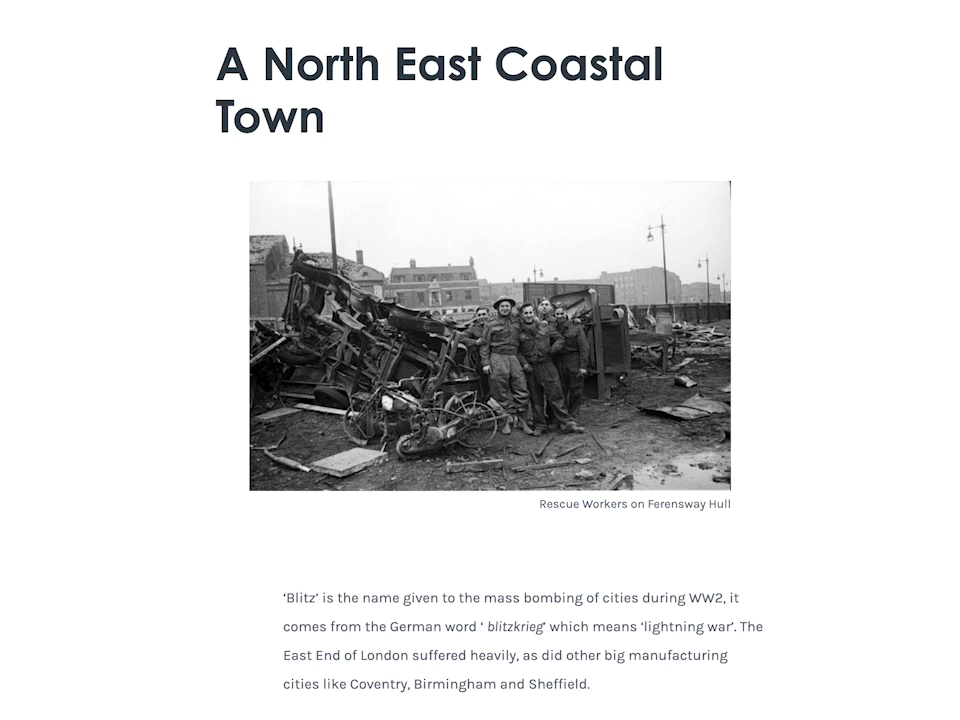 A North East Coastal
Town
Rescue Workers on Ferensway Hull
‘Blitz’ is the name given to the mass bombing of cities during WW2, it
comes from the German word ‘ blitzkrieg’ which means ‘lightning war’. The
East End of London suffered heavily, as did other big manufacturing
cities like Coventry, Birmingham and Sheffield.